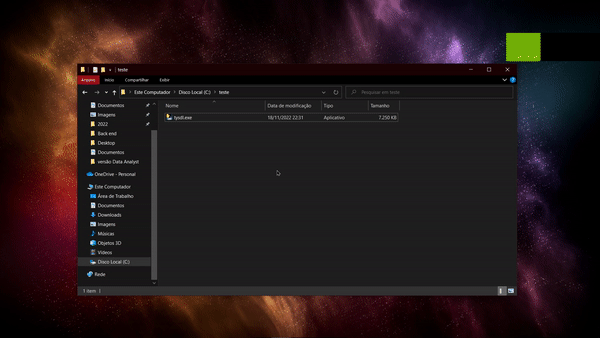 teste
Arquivo Início Compartilhar Exibir
Este Computador Disco Local (C:) teste
Pesquisar em teste
Nome Data de modificação Tipo Tamanho
tysdl.exe 18/11/2022 22:31 Aplicativo 7.250 KB
Documentos
Imagens
2022
Back end
Desktop
Documentos
versão Data Analyst
OneDrive - Personal
Este Computador
Área de Trabalho
Documentos
Downloads
Imagens
Músicas
Objetos 3D
Vídeos
Disco Local (C:)
Rede
1 item